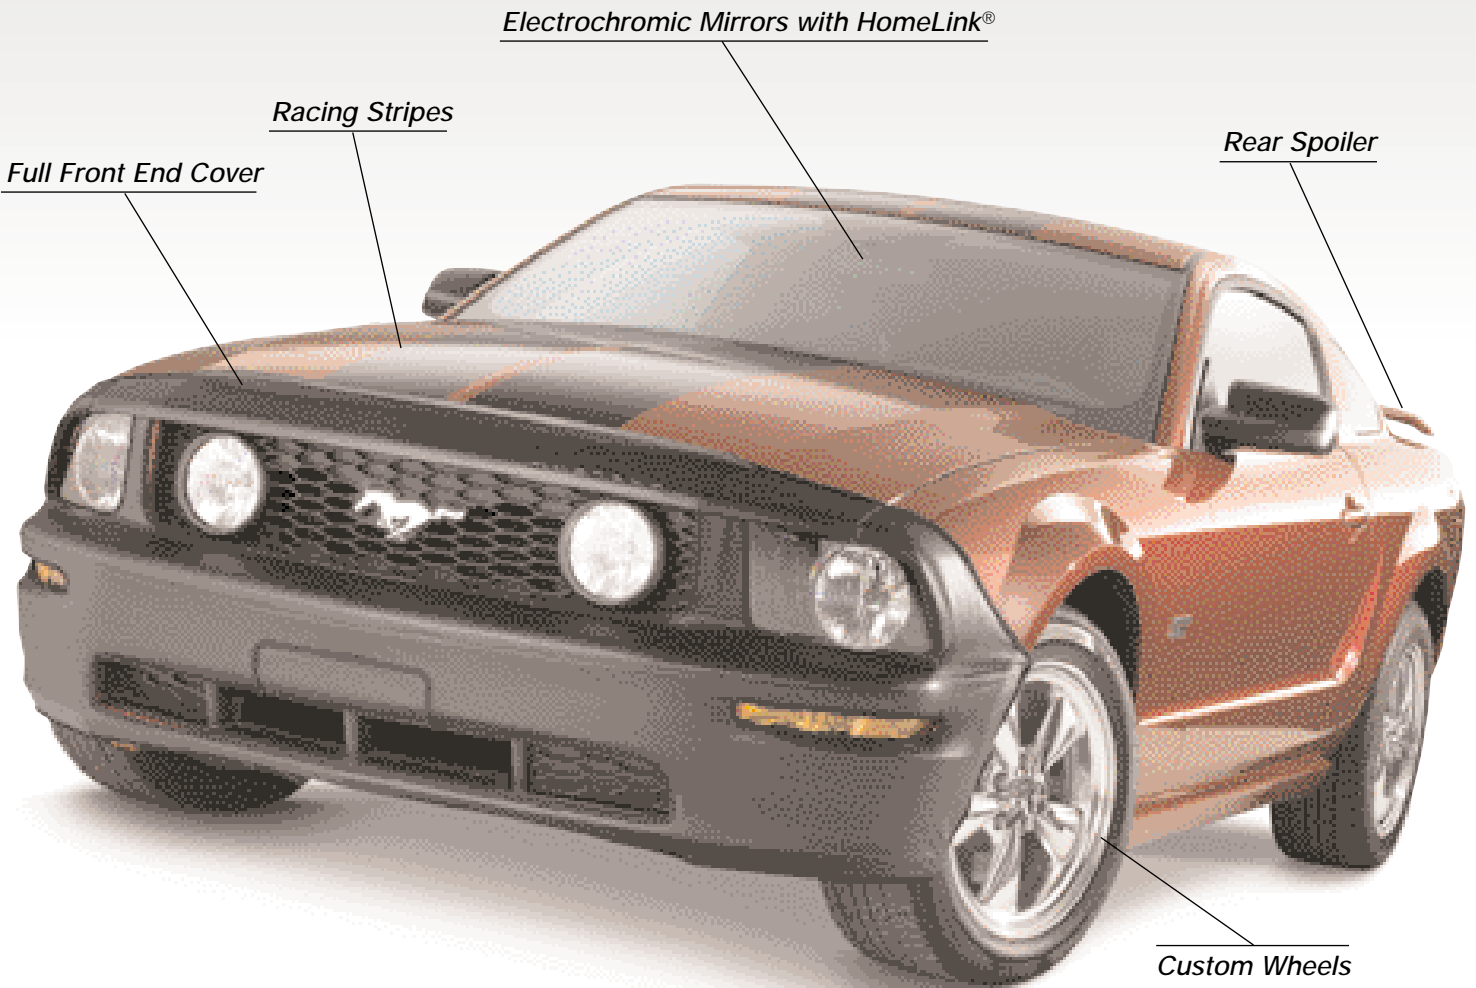 Electrochromic Mirrors with HomeLink®
Racing Stripes
Rear Spoiler
Full Front End Cover
Custom Wheels